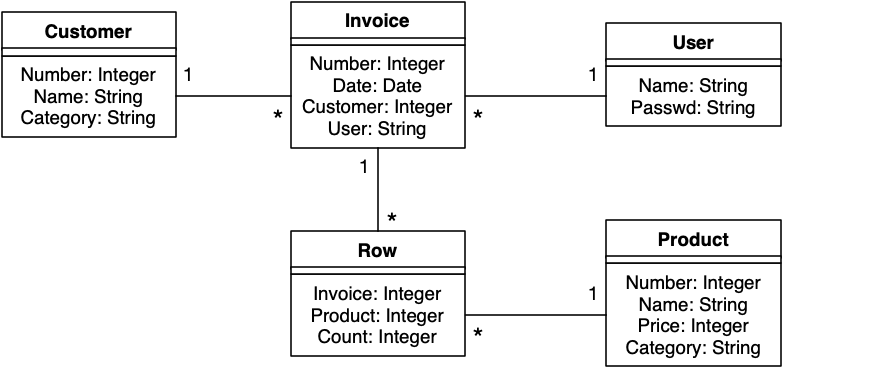 Customer
Number: Integer
Name: String
Category: String
1
*
Invoice
Number: Integer
Date: Date
Customer: Integer
User: String
*
1
User
Name: String
Passwd: String
1
*
Row
Invoice: Integer
Product: Integer
Count: Integer
*
1
Product
Number: Integer
Name: String
Price: Integer
Category: String